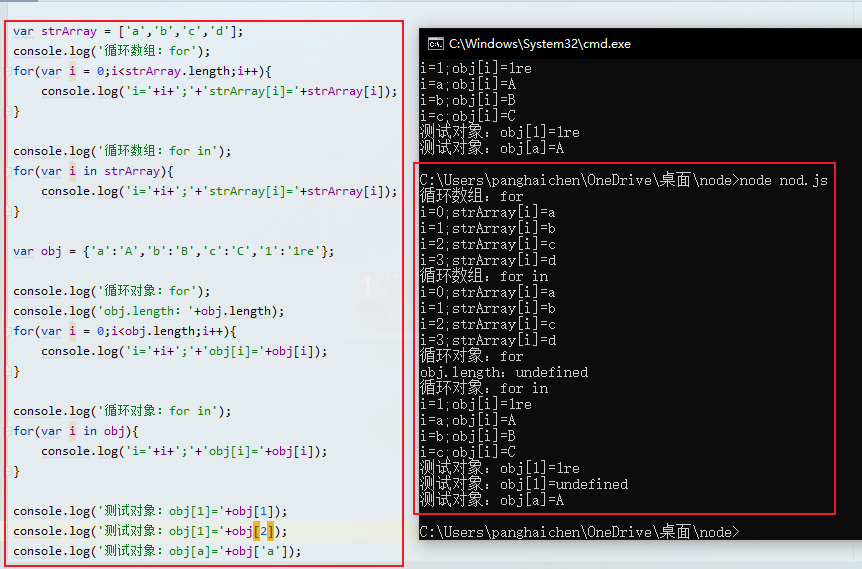 var strArray = ['a','b','c','d'];
console.log('循环数组：for');
for(var i = 0;i<strArray.length;i++){
console.log('i='+i+';'+'strArray[i]='+strArray[i]);
}
console.log('循环数组：for in');
for(var i in strArray){
console.log('i='+i+';'+'strArray[i]='+strArray[i]);
}
var obj = {'a':'A','b':'B','c':'C','1':'1re'};
console.log('循环对象：for');
console.log('obj.length：'+obj.length);
for(var i = 0;i<obj.length;i++){
console.log('i='+i+';'+'obj[i]='+obj[i]);
}
console.log('循环对象：for in');
for(var i in obj){
console.log('i='+i+';'+'obj[i]='+obj[i]);
}
console.log('测试对象：obj[1]='+obj[1]);
console.log('测试对象：obj[1]='+obj[2]);
console.log('测试对象：obj[a]='+obj['a']);
C:\Windows\System32\cmd.exe
i=1;obj[i]=1re
i=a;obj[i]=A
i=b;obj[i]=B
i=c;obj[i]=C
测试对象：obj[1]=1re
测试对象：obj[a]=A
C:\Users\panghaichen\OneDrive\桌面\node>node nod.js
循环数组：for
i=0;strArray[i]=a
i=1;strArray[i]=b
i=2;strArray[i]=c
i=3;strArray[i]=d
循环数组：for in
i=0;strArray[i]=a
i=1;strArray[i]=b
i=2;strArray[i]=c
i=3;strArray[i]=d
循环对象：for
obj.length：undefined
循环对象：for in
i=1;obj[i]=1re
i=a;obj[i]=A
i=b;obj[i]=B
i=c;obj[i]=C
测试对象：obj[1]=1re
测试对象：obj[1]=undefined
测试对象：obj[a]=A
C:\Users\panghaichen\OneDrive\桌面\node>